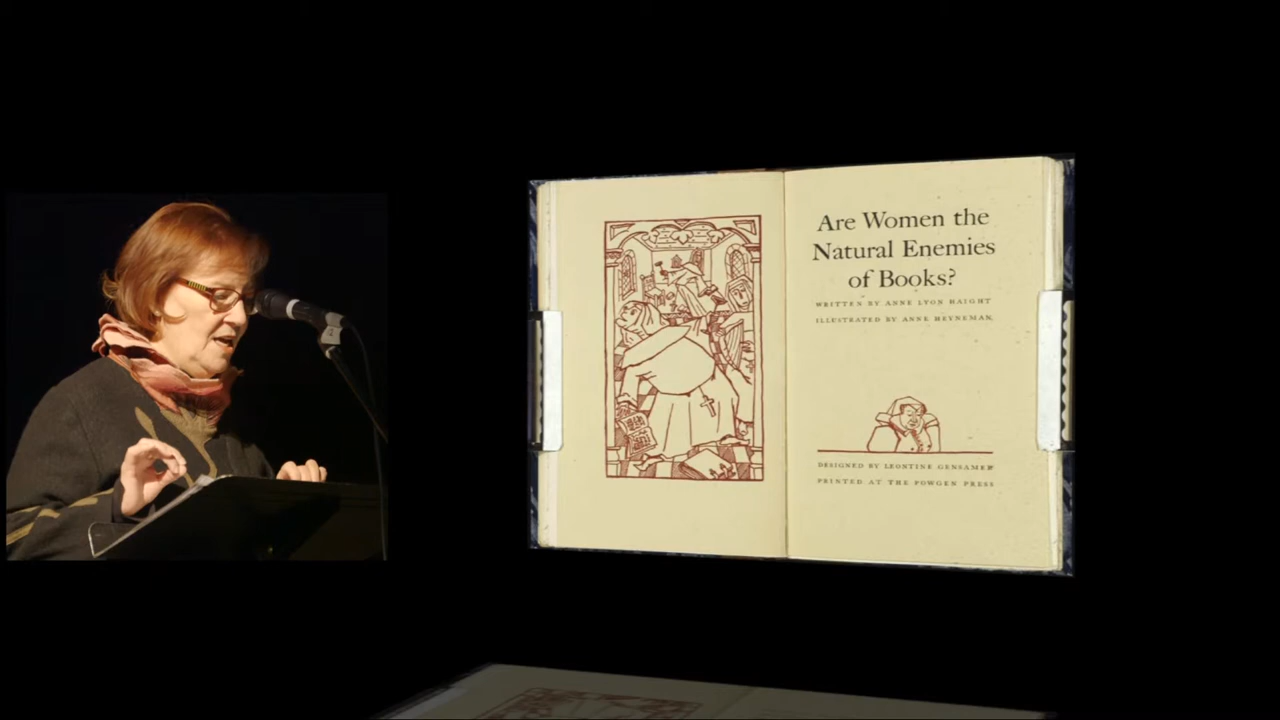 Are Women the
Natural Enemies
of Books?
WRITTEN BY ANNE LYON HAIGHT
ILLUSTRATED BY ANNE HEYNEMAN
DESIGNED BY LEONTINE GENSAMER
PRINTED AT THE POWGEN PRESS